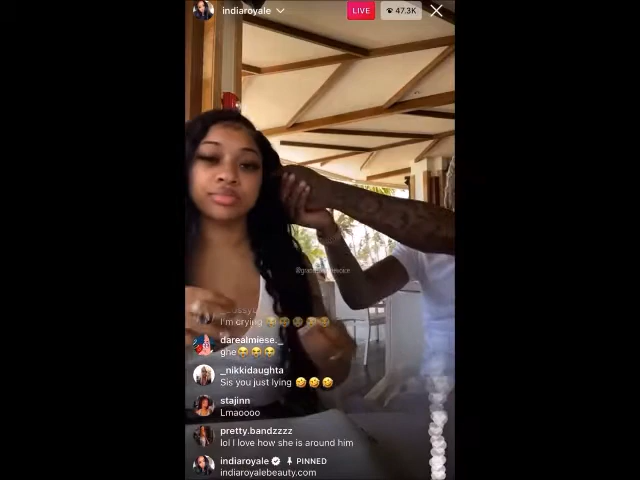 indiaroyale
LIVE
47.3K
I'm crying 😭😭😭😭😭
darealmiese._
ghe😭😭😭
_nikkidaughta
Sis you just lying 🤣🤣🤣
stajinn
Lmaoooo
pretty.bandzzzz
lol I love how she is around him
indiaroyale PINNED
indiaroyalebeauty.com